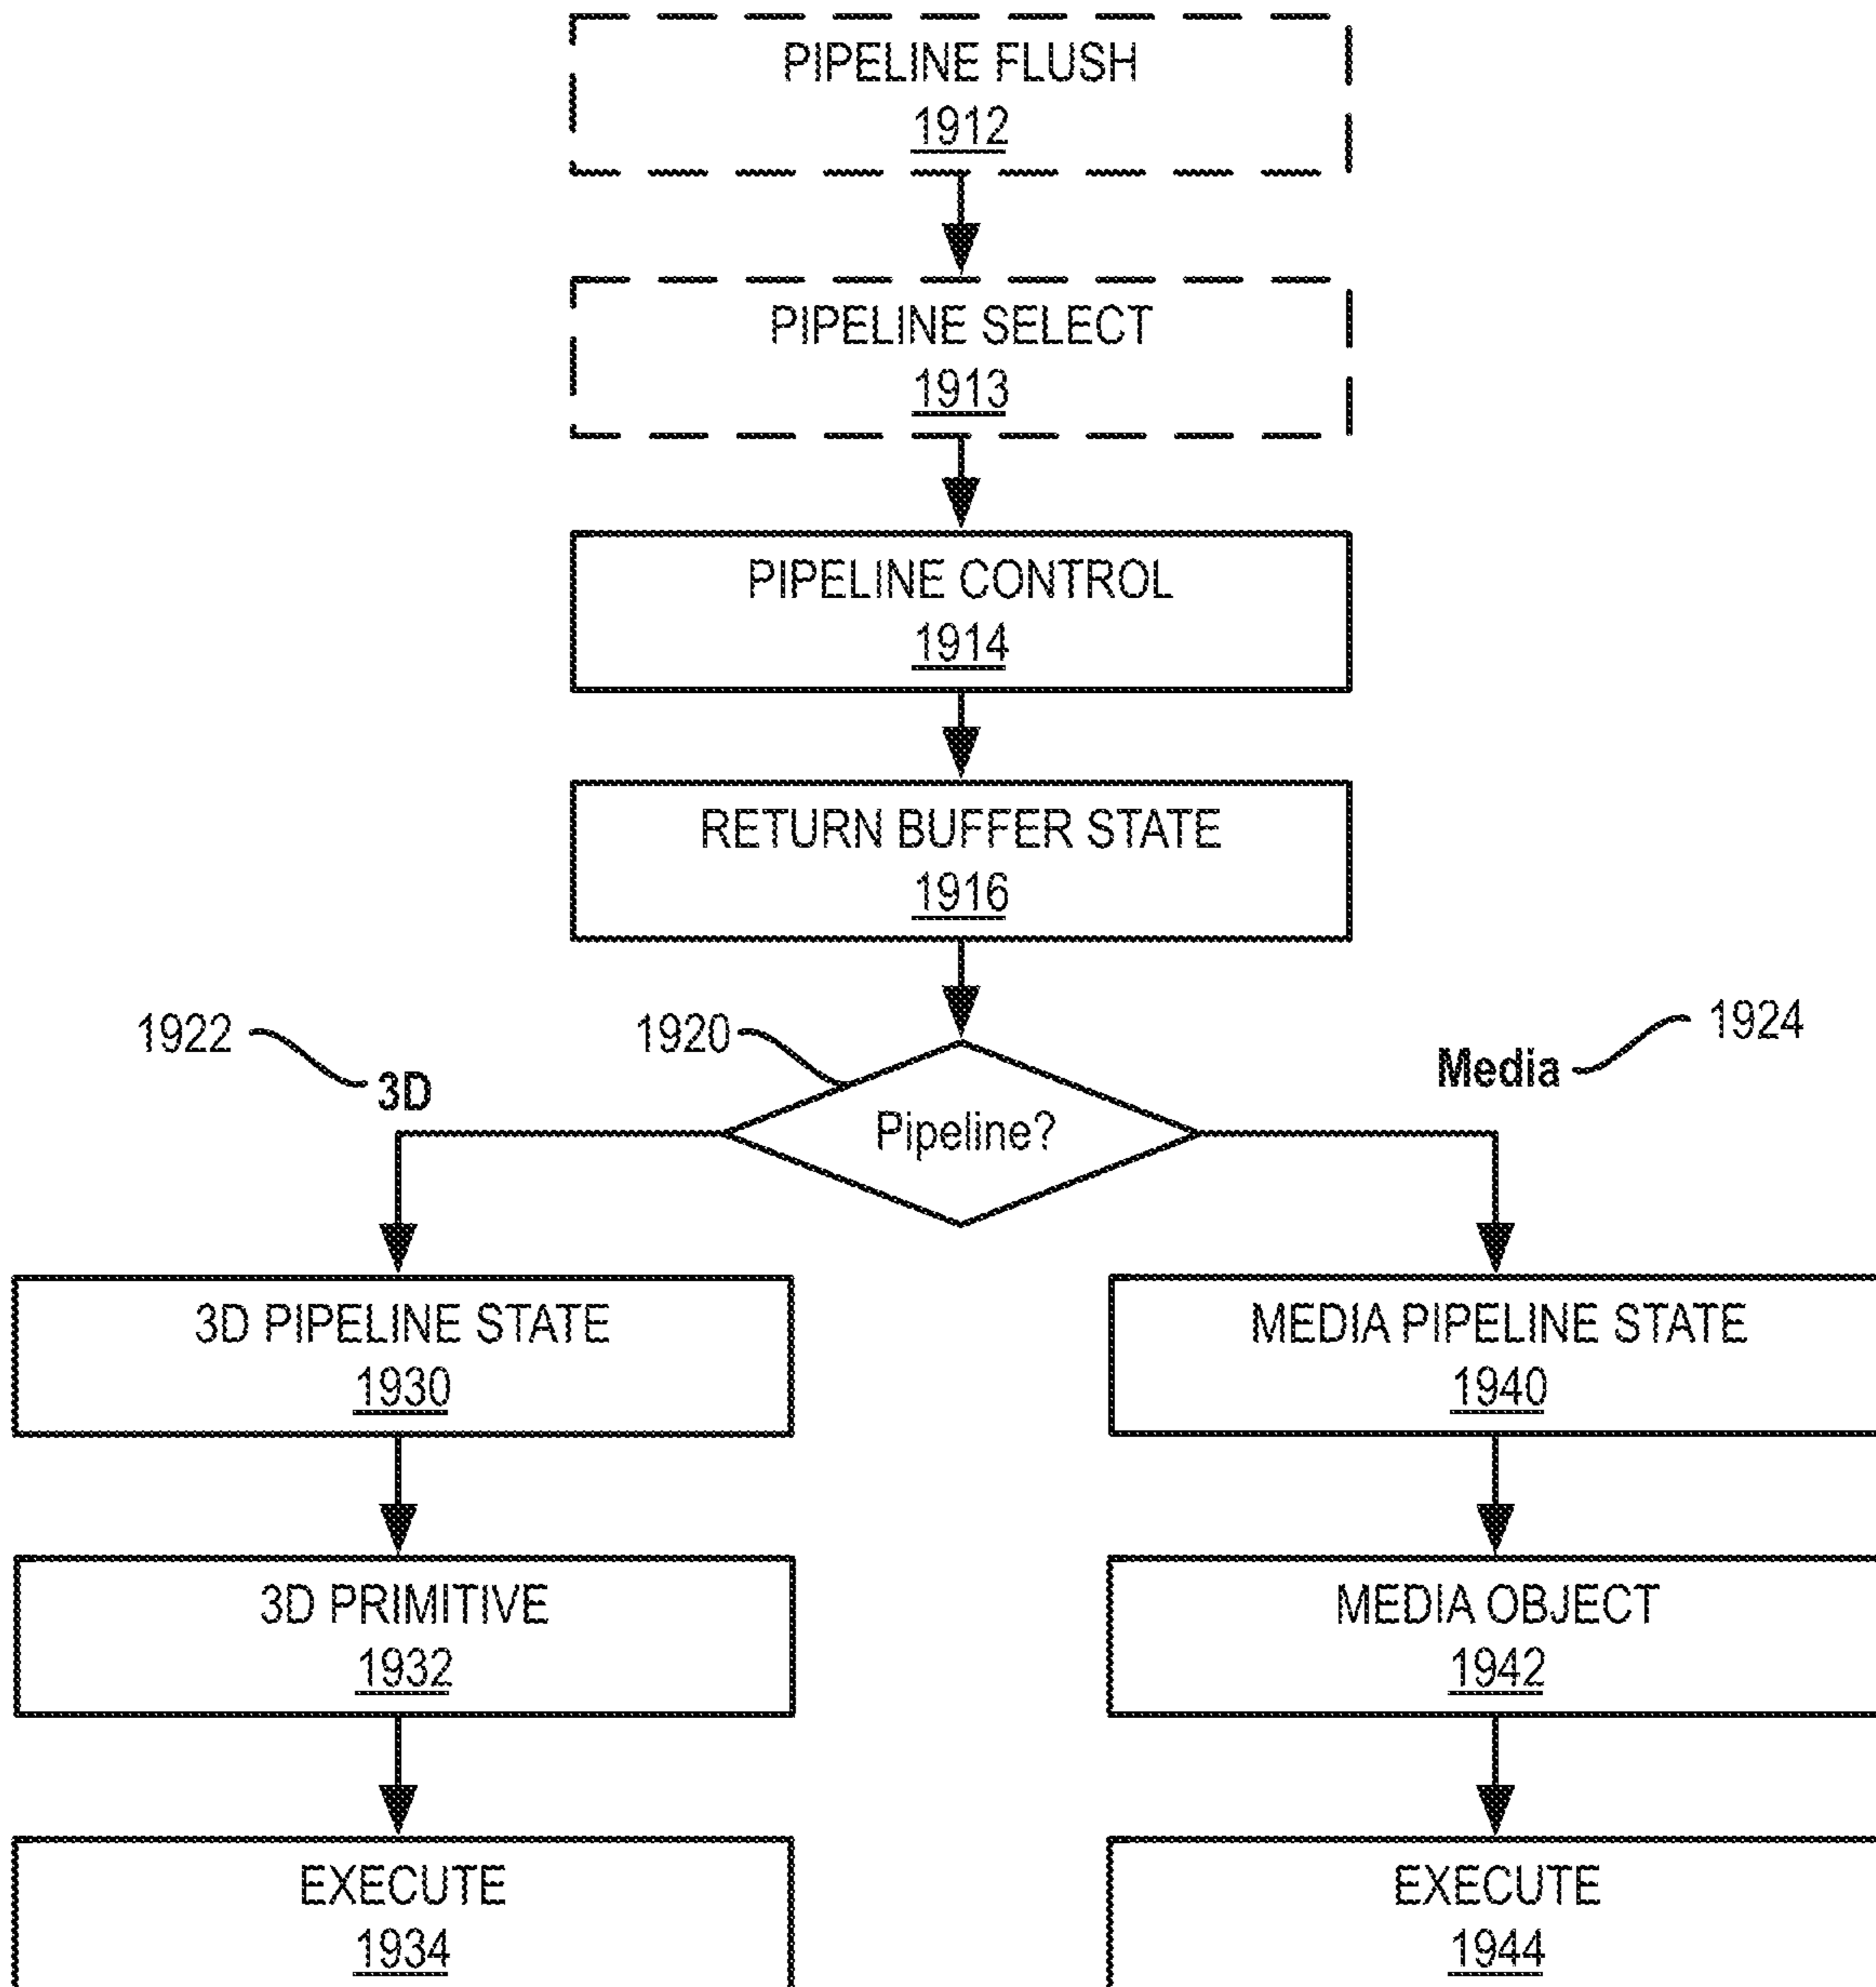 PIPELINE FLUSH
1912
PIPELINE SELECT
1913
PIPELINE CONTROL
1914
RETURN BUFFER STATE
1916
1922
1920
1924
3D
Media
Pipeline?
3D PIPELINE STATE
1930
MEDIA PIPELINE STATE
1940
3D PRIMITIVE
1932
MEDIA OBJECT
1942
EXECUTE
1934
EXECUTE
1944